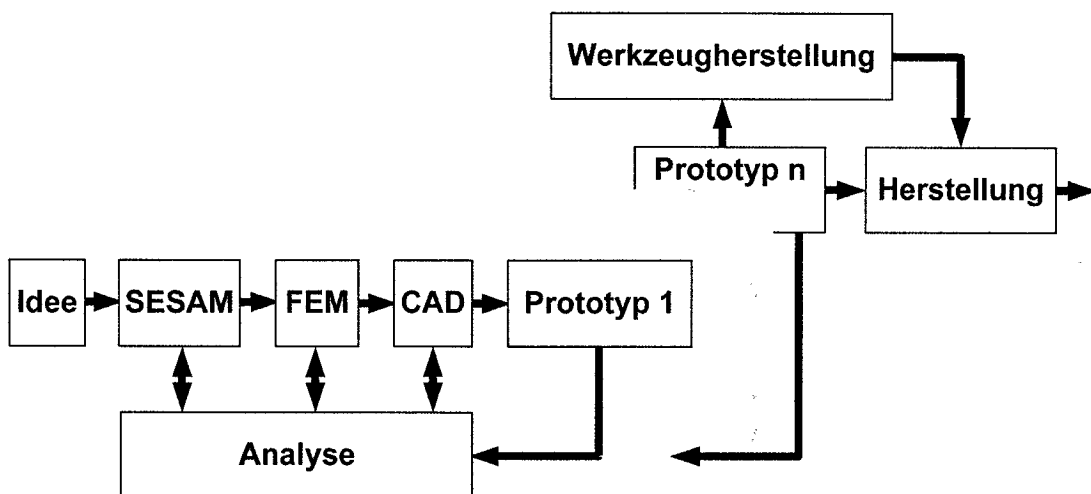 Werkzeugherstellung
Prototyp n
Herstellung
Idee
SESAM
FEM
CAD
Prototyp 1
Analyse